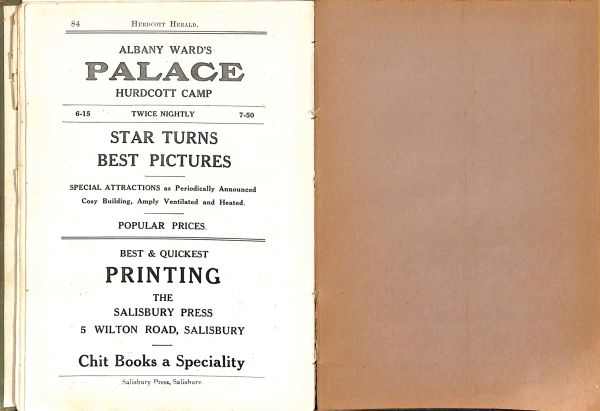 84 HURDCOTT HERALD.
ALBANY WARD'S
PALACE
HURDCOTT CAMP
6-15 TWICE NIGHTLY 7-50
STAR TURNS
BEST PICTURES
SPECIAL ATTRACTIONS as Periodically Announced
Cosy Building, Amply Ventilated and Heated.
POPULAR PRICES.
BEST & QUICKEST
PRINTING
THE
SALISBURY PRESS
5 WILTON ROAD, SALISBURY
Chit Books a Speciality
Salisbury Press, Salisbury.